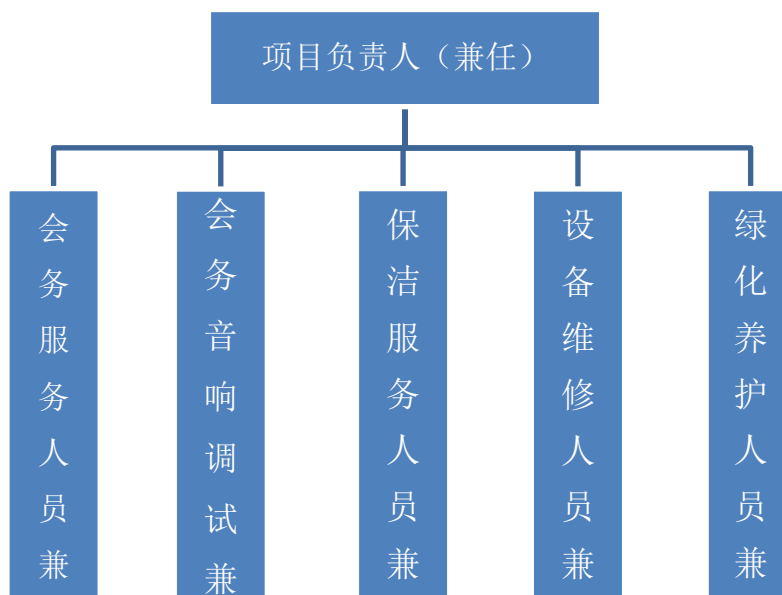 项目负责人（兼任）
会务服务人员兼
会务音响调试兼
保洁服务人员兼
设备维修人员兼
绿化养护人员兼